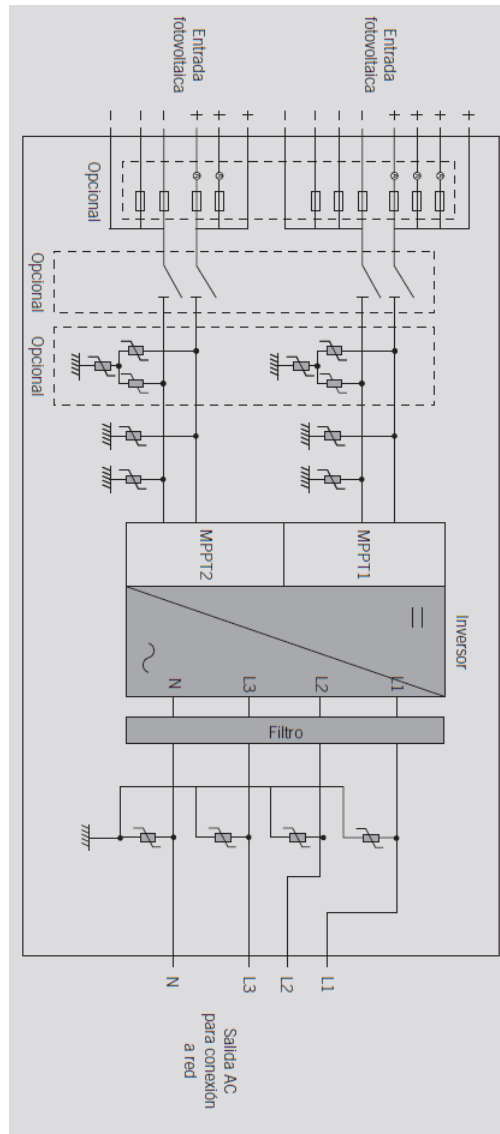 Entrada
fotovoltaica
Entrada
fotovoltaica
- - - + + +
- - - - + + + +
Opcional
Opcional
Opcional
MPPT2
MPPT1
Inversor
N
L3
L2
L1
Filtro
N
L3
L2
L1
Salida AC
para conexión
a red